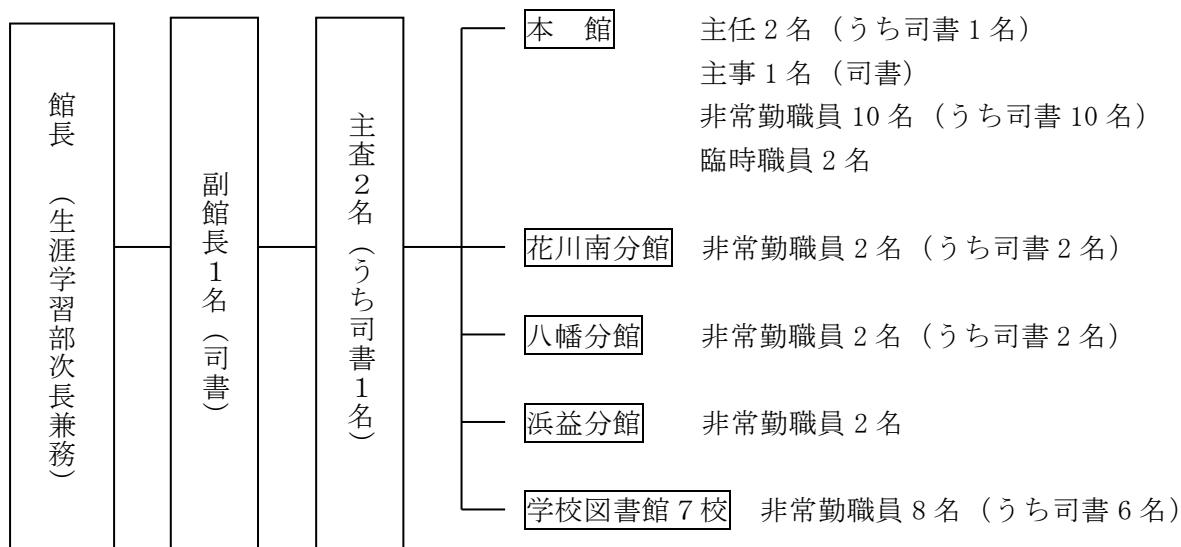 館長 （生涯学習部次長兼務）
副館長１名（司書）
主査２名（うち司書１名）
本　館 主任 2 名（うち司書 1 名）
主事 1 名（司書）
非常勤職員 10 名（うち司書 10 名）
臨時職員 2 名
花川南分館 非常勤職員 2 名（うち司書 2 名）
八幡分館 非常勤職員 2 名（うち司書 2 名）
浜益分館 非常勤職員 2 名
学校図書館７校 非常勤職員 8 名（うち司書 6 名）